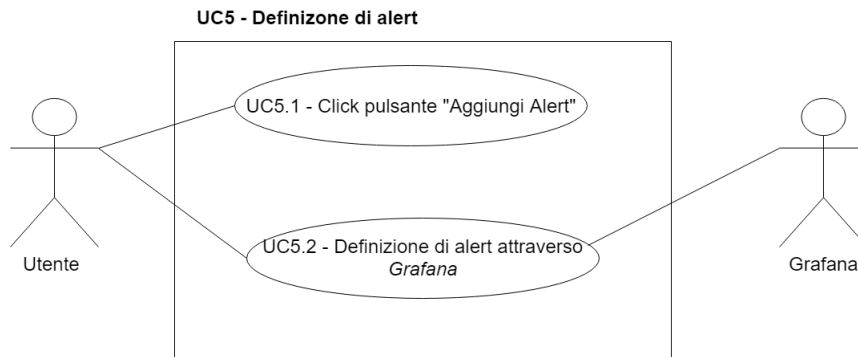 UC5 - Definizone di alert
UC5.1 - Click pulsante "Aggiungi Alert"
UC5.2 - Definizione di alert attraverso
Grafana
Utente
Grafana